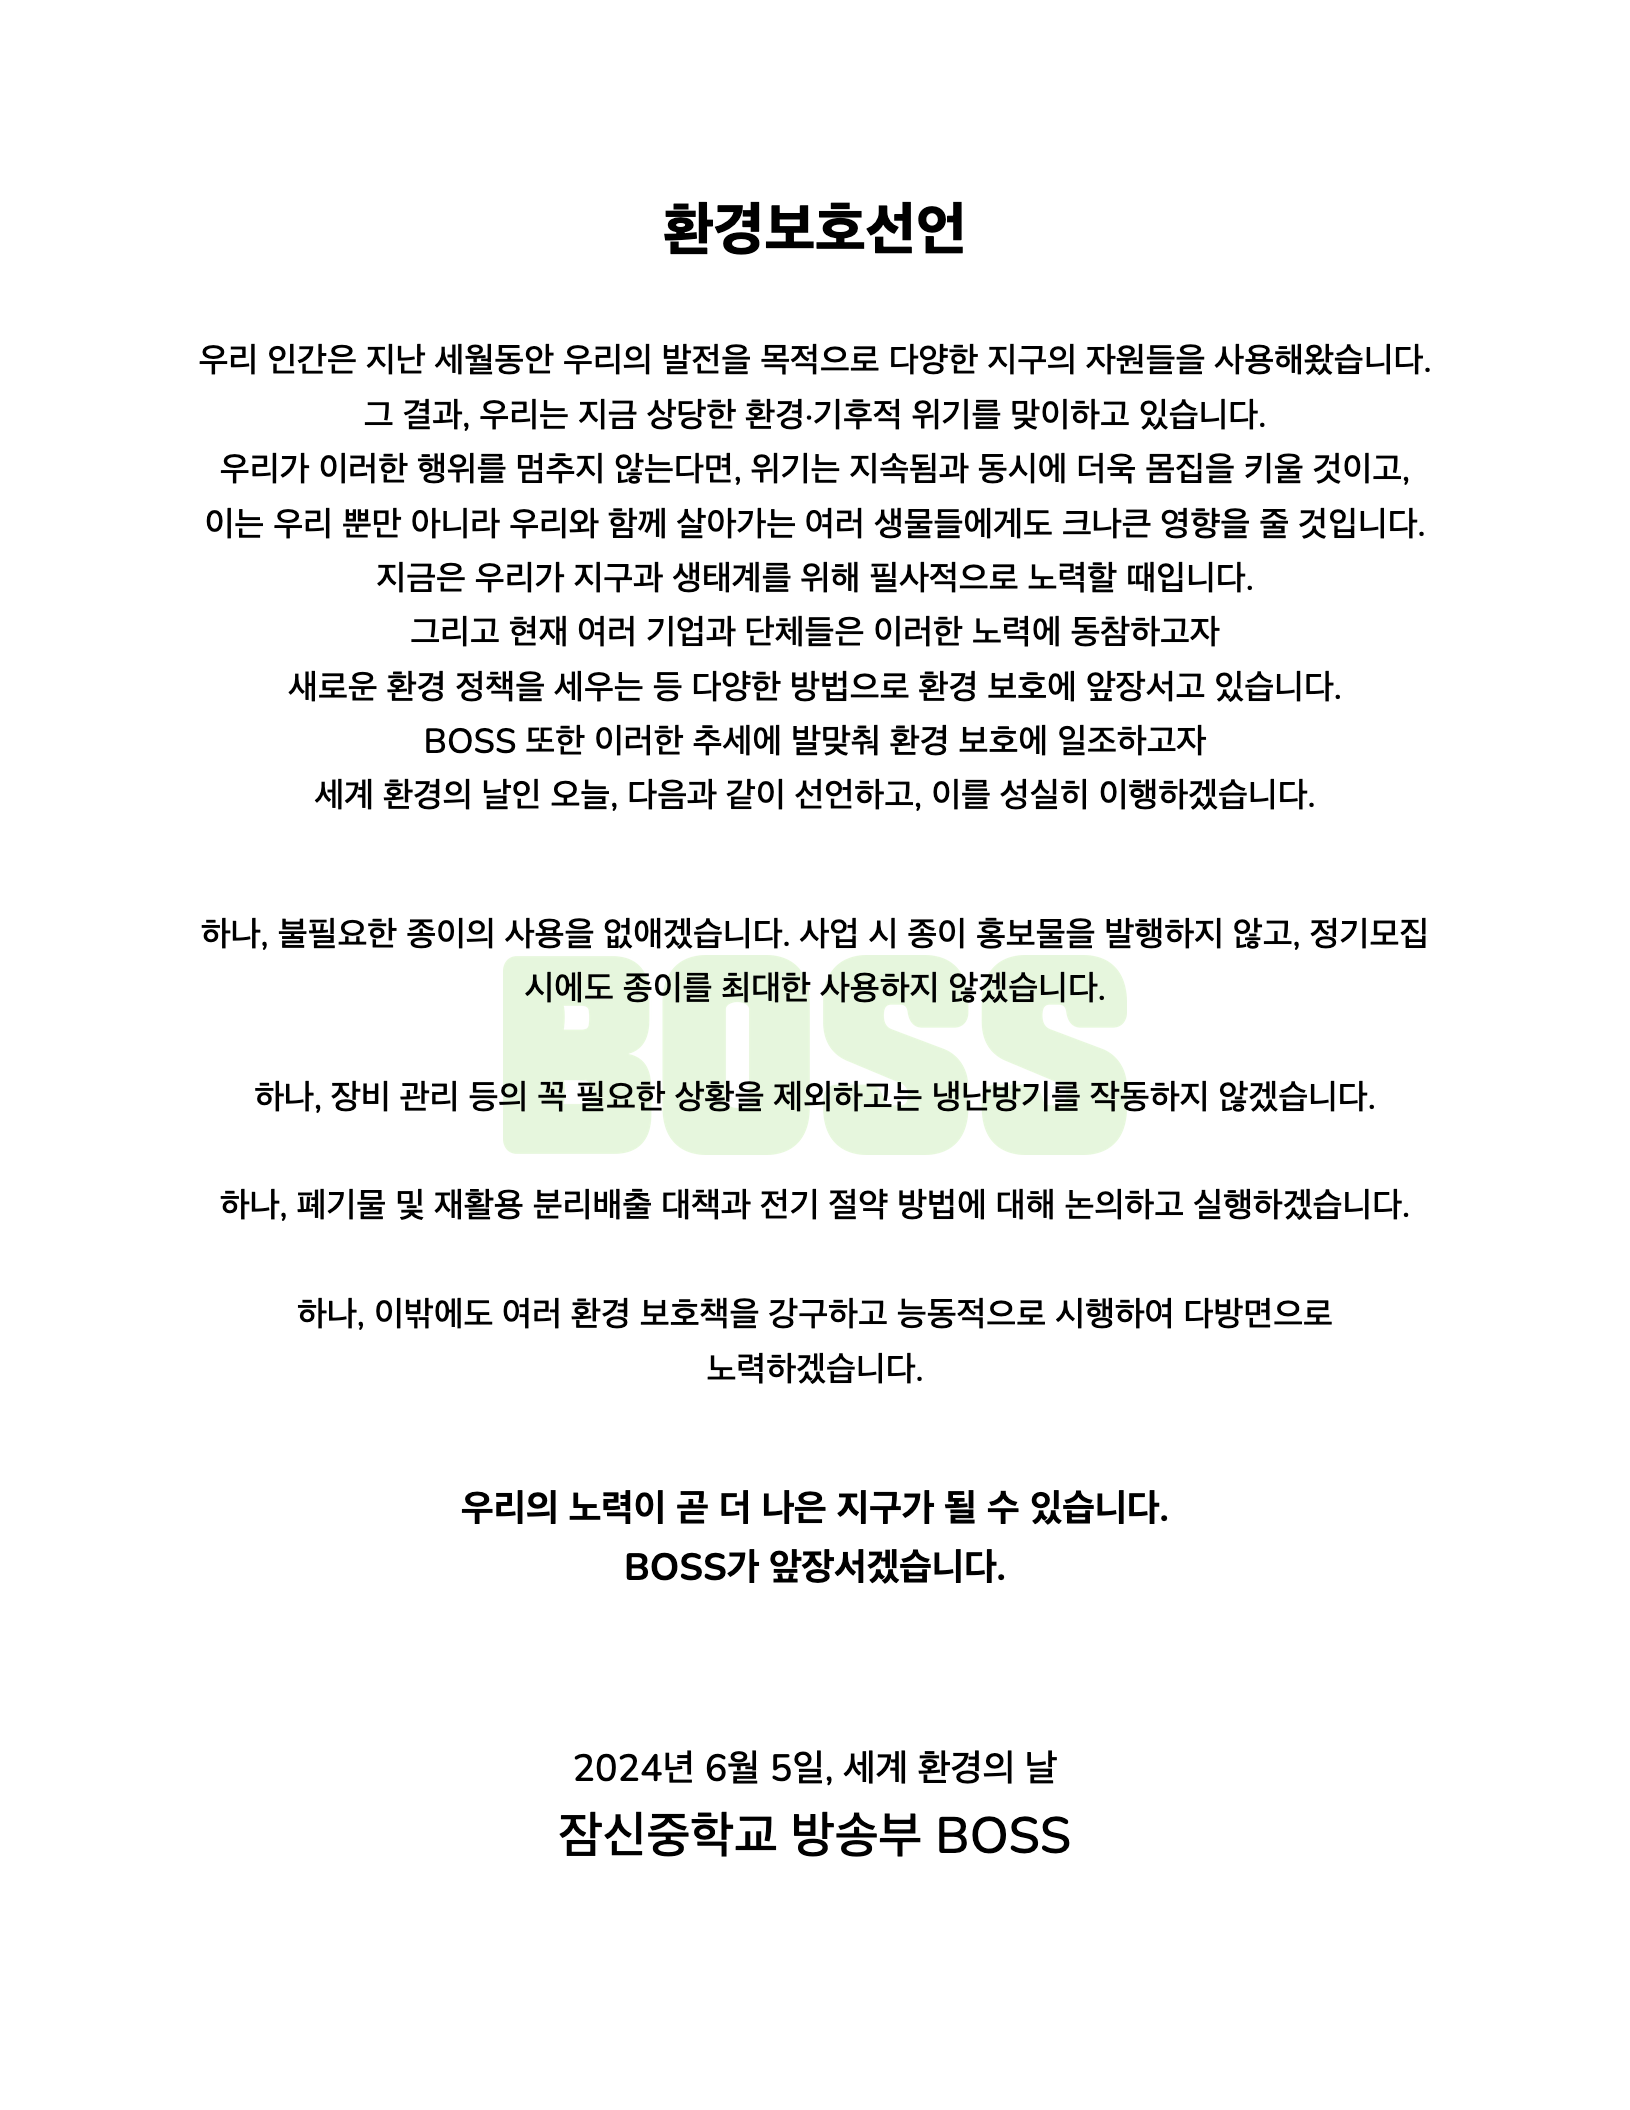 환경보호선언
우리 인간은 지난 세월동안 우리의 발전을 목적으로 다양한 지구의 자원들을 사용해왔습니다.
그 결과, 우리는 지금 상당한 환경·기후적 위기를 맞이하고 있습니다.
우리가 이러한 행위를 멈추지 않는다면, 위기는 지속됨과 동시에 더욱 몸집을 키울 것이고,
이는 우리 뿐만 아니라 우리와 함께 살아가는 여러 생물들에게도 크나큰 영향을 줄 것입니다.
지금은 우리가 지구과 생태계를 위해 필사적으로 노력할 때입니다.
그리고 현재 여러 기업과 단체들은 이러한 노력에 동참하고자
새로운 환경 정책을 세우는 등 다양한 방법으로 환경 보호에 앞장서고 있습니다.
BOSS 또한 이러한 추세에 발맞춰 환경 보호에 일조하고자
세계 환경의 날인 오늘, 다음과 같이 선언하고, 이를 성실히 이행하겠습니다.
하나, 불필요한 종이의 사용을 없애겠습니다. 사업 시 종이 홍보물을 발행하지 않고, 정기모집
시에도 종이를 최대한 사용하지 않겠습니다.
BOSS
하나, 장비 관리 등의 꼭 필요한 상황을 제외하고는 냉난방기를 작동하지 않겠습니다.
하나, 폐기물 및 재활용 분리배출 대책과 전기 절약 방법에 대해 논의하고 실행하겠습니다.
하나, 이밖에도 여러 환경 보호책을 강구하고 능동적으로 시행하여 다방면으로
노력하겠습니다.
우리의 노력이 곧 더 나은 지구가 될 수 있습니다.
BOSS가 앞장서겠습니다.
2024년 6월 5일, 세계 환경의 날
잠신중학교 방송부 BOSS